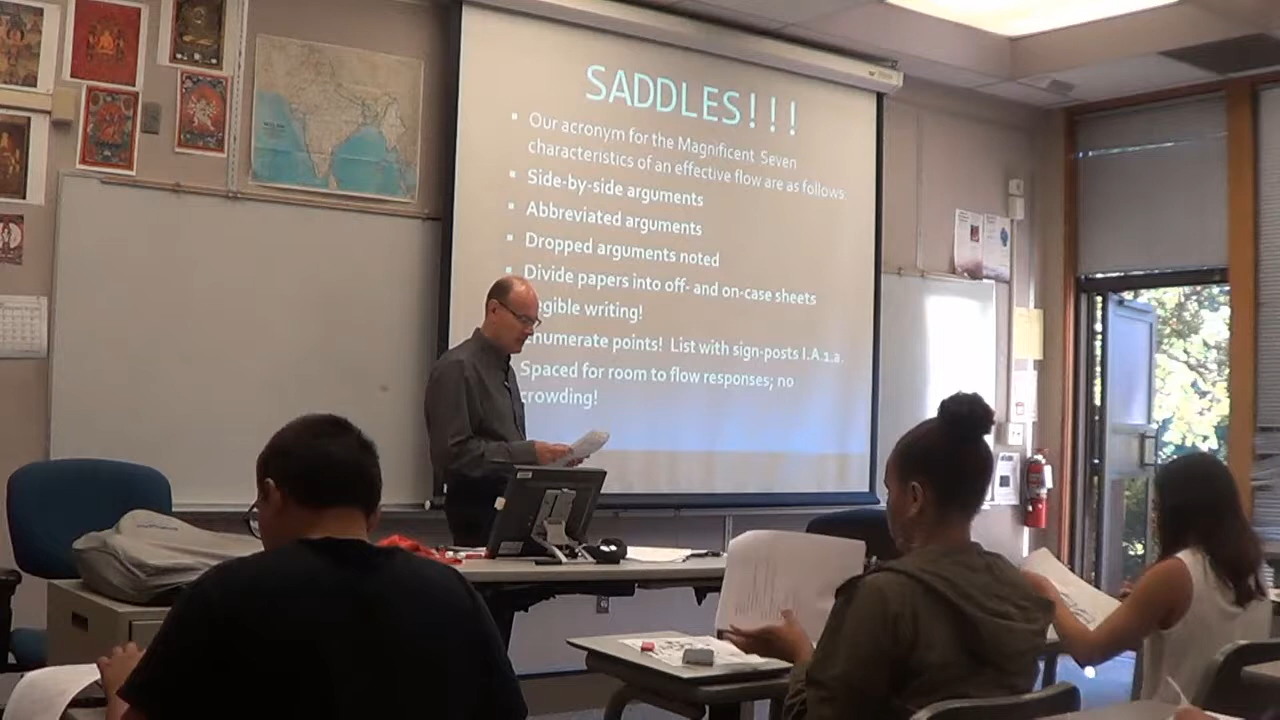 SADDLES!!!
Our acronym for the Magnificent Seven
characteristics of an effective flow are as follows
Side-by-side arguments
Abbreviated arguments
Dropped arguments noted
Divide papers into off- and on-case sheets
writing!
Enumerate points! List with sign-posts I.A.1.a.
Spaced for room to flow responses; no
crowding!